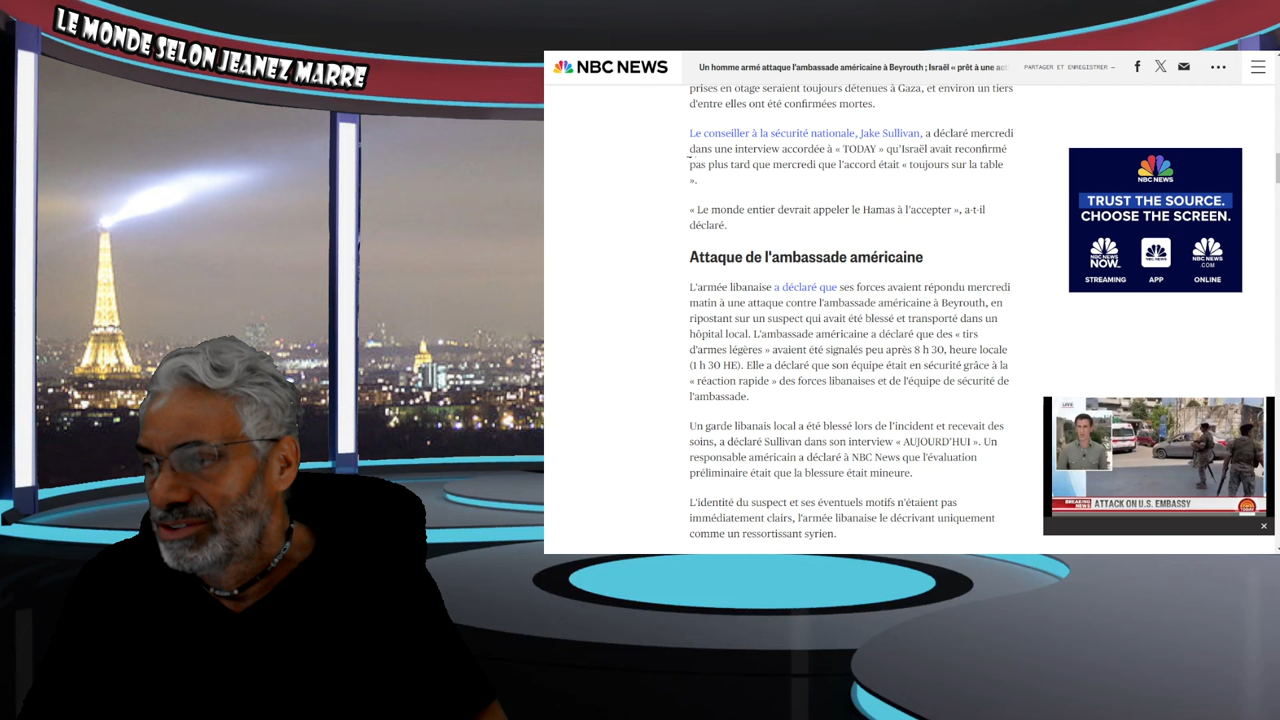 LE MONDE SELON JEANEZ MARRE
NBC NEWS
Un homme armé attaque l'ambassade américaine à Beyrouth ; Israël « prêt à une
PARTAGER ET ENREGISTRER —
prises en otage seraient toujours détenues à Gaza, et environ un tiers
d'entre elles ont été confirmées mortes.
Le conseiller à la sécurité nationale, Jake Sullivan, a déclaré mercredi
dans une interview accordée à « TODAY » qu'Israël avait reconfirmé
pas plus tard que mercredi que l'accord était « toujours sur la table
».
« Le monde entier devrait appeler le Hamas à l'accepter », a-t-il
déclaré.
Attaque de l'ambassade américaine
L'armée libanaise a déclaré que ses forces avaient répondu mercredi
matin à une attaque contre l'ambassade américaine à Beyrouth, en
ripostant sur un suspect qui avait été blessé et transporté dans un
hôpital local. L'ambassade américaine a déclaré que des « tirs
d'armes légères » avaient été signalés peu après 8 h 30, heure locale
(1 h 30 HE). Elle a déclaré que son équipe était en sécurité grâce à la
« réaction rapide » des forces libanaises et de l'équipe de sécurité de
l'ambassade.
Un garde libanais local a été blessé lors de l'incident et recevait des
soins, a déclaré Sullivan dans son interview « AUJOURD'HUI ». Un
responsable américain a déclaré à NBC News que l'évaluation
préliminaire était que la blessure était mineure.
L'identité du suspect et ses éventuels motifs n'étaient pas
immédiatement clairs, l'armée libanaise le décrivant uniquement
comme un ressortissant syrien.
NBC NEWS
TRUST THE SOURCE.
CHOOSE THE SCREEN.
NBC NEWS NOW
NBC NEWS .COM
STREAMING APP ONLINE
LIVE
BREAKING NEWS
ATTACK ON U.S. EMBASSY
TODAY